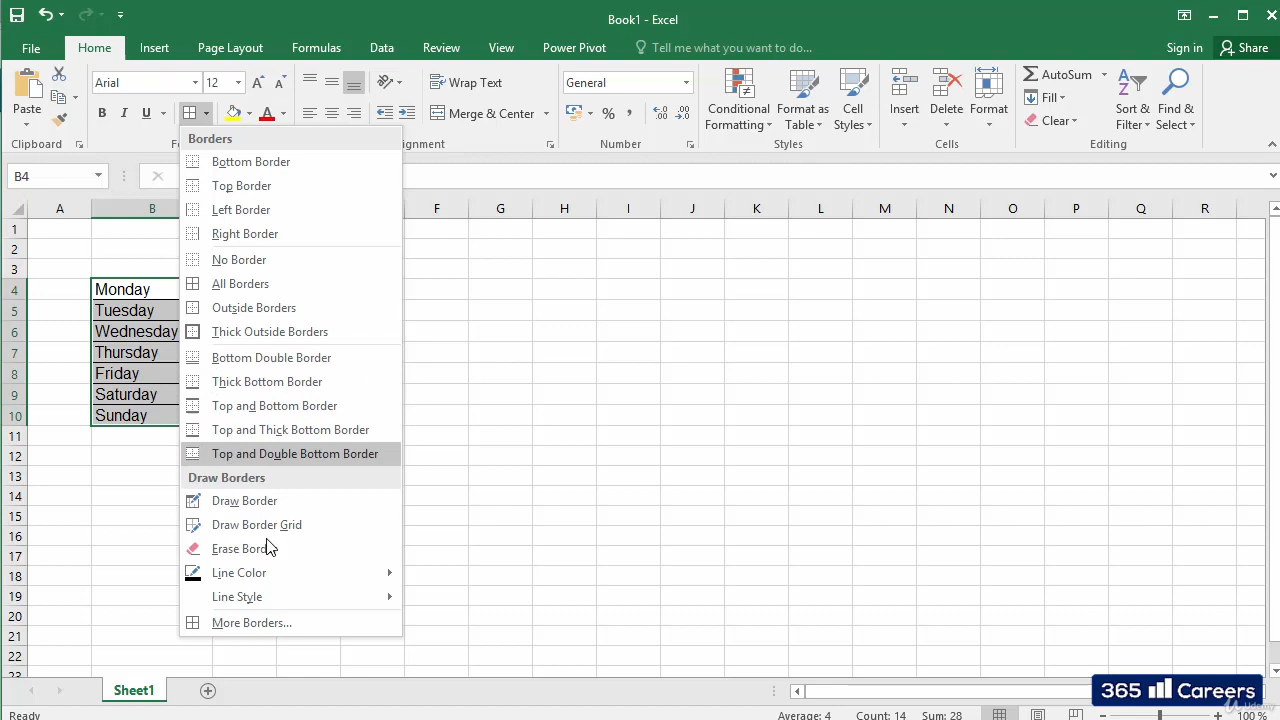 Book1 - Excel
File Home Insert Page Layout Formulas Data Review View Power Pivot Tell me what you want to do... Sign in Share
Arial 12 Wrap Text General AutoSum
Paste Conditional Formatting Format as Table Cell Styles Insert Delete Format Fill Sort & Filter Find & Select
B I U Merge & Center % Clear
Clipboard Alignment Number Styles Cells Editing
B4
A B F G H I J K L M N O P Q R
1
2
3
4 Monday
5 Tuesday
6 Wednesday
7 Thursday
8 Friday
9 Saturday
10 Sunday
11
12
13
14
15
16
17
18
19
20
21
22
23
Borders
Bottom Border
Top Border
Left Border
Right Border
No Border
All Borders
Outside Borders
Thick Outside Borders
Bottom Double Border
Thick Bottom Border
Top and Bottom Border
Top and Thick Bottom Border
Top and Double Bottom Border
Draw Borders
Draw Border
Draw Border Grid
Erase Bord
Line Color
Line Style
More Borders...
Sheet1
365 Careers
Udemy
Ready Average: 4 Count: 14 Sum: 28 100 %